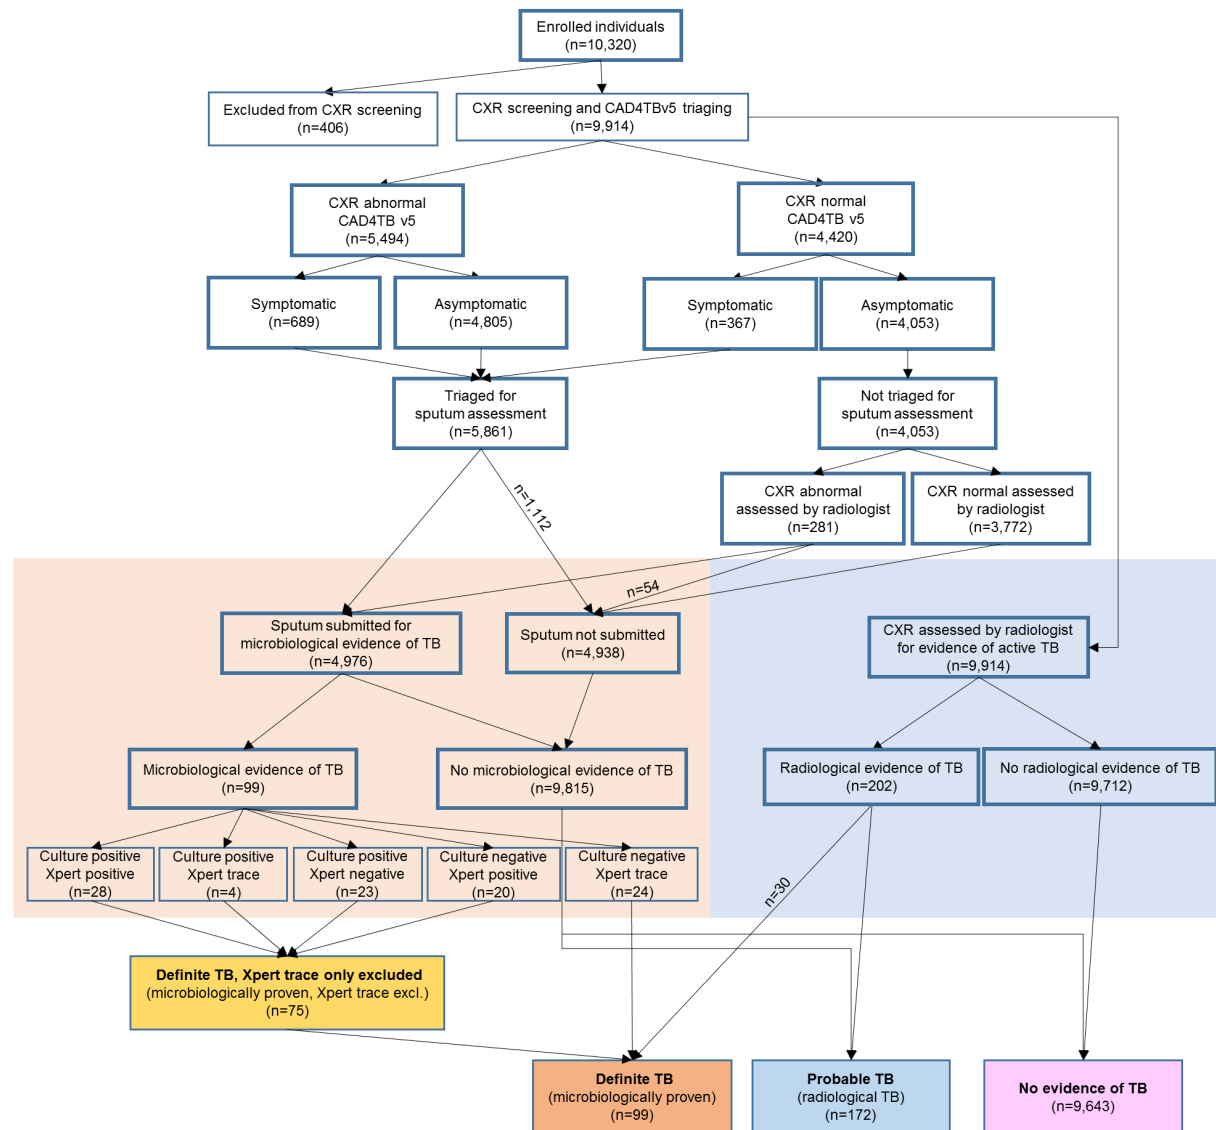 Enrolled individuals
(n=10,320)
Excluded from CXR screening
(n=406)
CXR screening and CAD4TBv5 triaging
(n=9,914)
CXR abnormal
CAD4TB v5
(n=5,494)
CXR normal
CAD4TB v5
(n=4,420)
Symptomatic
(n=689)
Asymptomatic
(n=4,805)
Symptomatic
(n=367)
Asymptomatic
(n=4,053)
Triaged for
sputum assessment
(n=5,861)
Not triaged for
sputum assessment
(n=4,053)
n=1,112
CXR abnormal
assessed by radiologist
(n=281)
CXR normal assessed
by radiologist
(n=3,772)
n=54
Sputum submitted for
microbiological evidence of TB
(n=4,976)
Sputum not submitted
(n=4,938)
CXR assessed by radiologist
for evidence of active TB
(n=9,914)
Microbiological evidence of TB
(n=99)
No microbiological evidence of TB
(n=9,815)
Radiological evidence of TB
(n=202)
No radiological evidence of TB
(n=9,712)
Culture positive
Xpert positive
(n=28)
Culture positive
Xpert trace
(n=4)
Culture positive
Xpert negative
(n=23)
Culture negative
Xpert positive
(n=20)
Culture negative
Xpert trace
(n=24)
n=30
Definite TB, Xpert trace only excluded
(microbiologically proven, Xpert trace excl.)
(n=75)
Definite TB
(microbiologically proven)
(n=99)
Probable TB
(radiological TB)
(n=172)
No evidence of TB
(n=9,643)